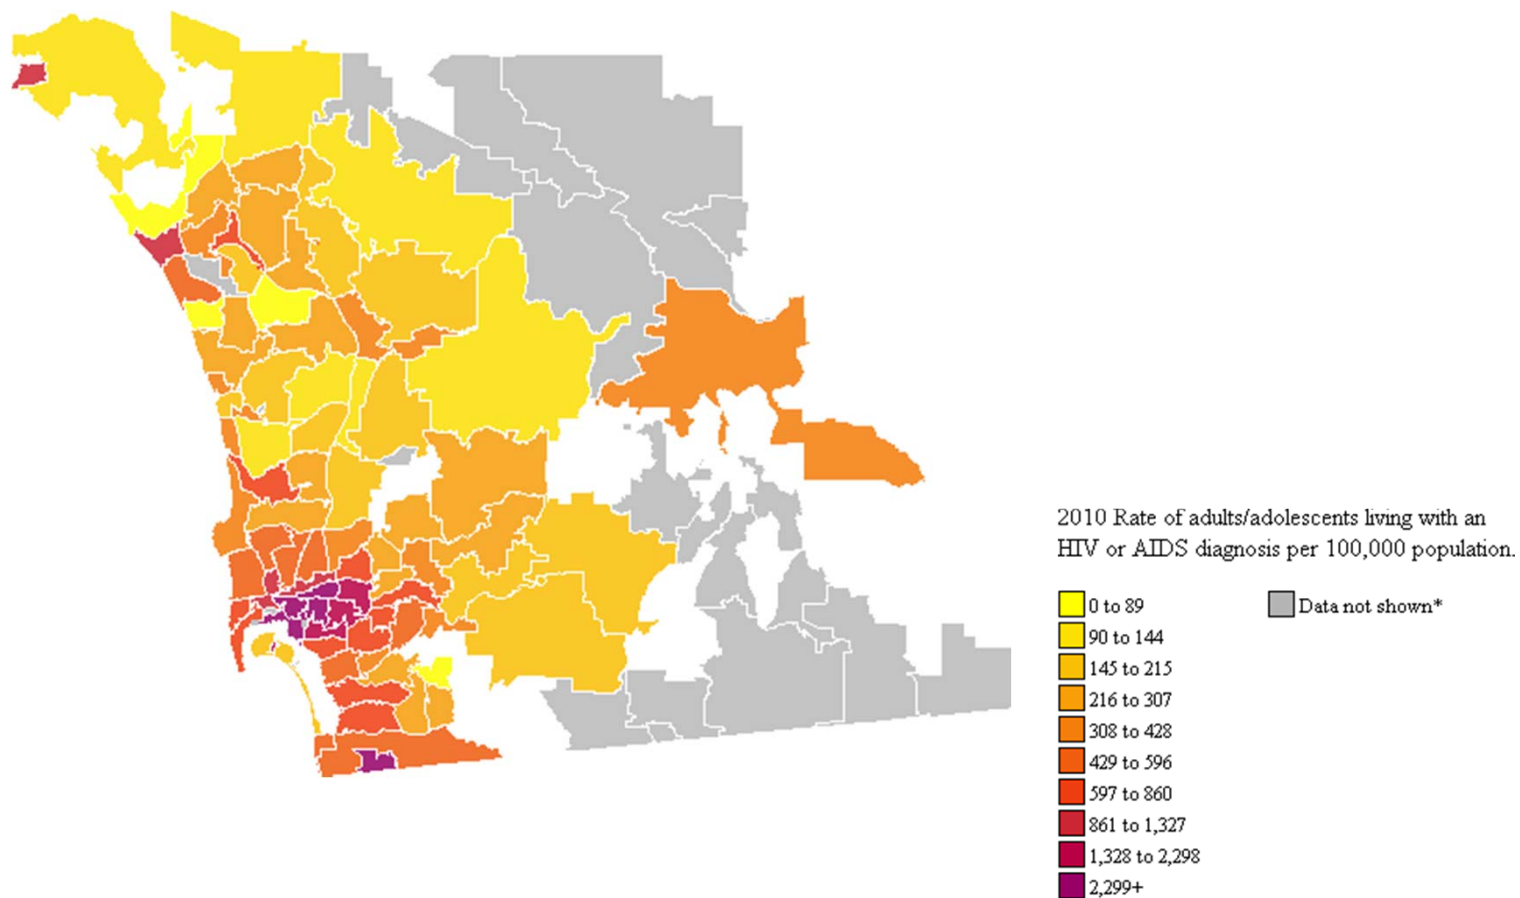 2010 Rate of adults/adolescents living with an
HIV or AIDS diagnosis per 100,000 population.
0 to 89
Data not shown*
90 to 144
145 to 215
216 to 307
308 to 428
429 to 596
597 to 860
861 to 1,327
1,328 to 2,298
2,299+